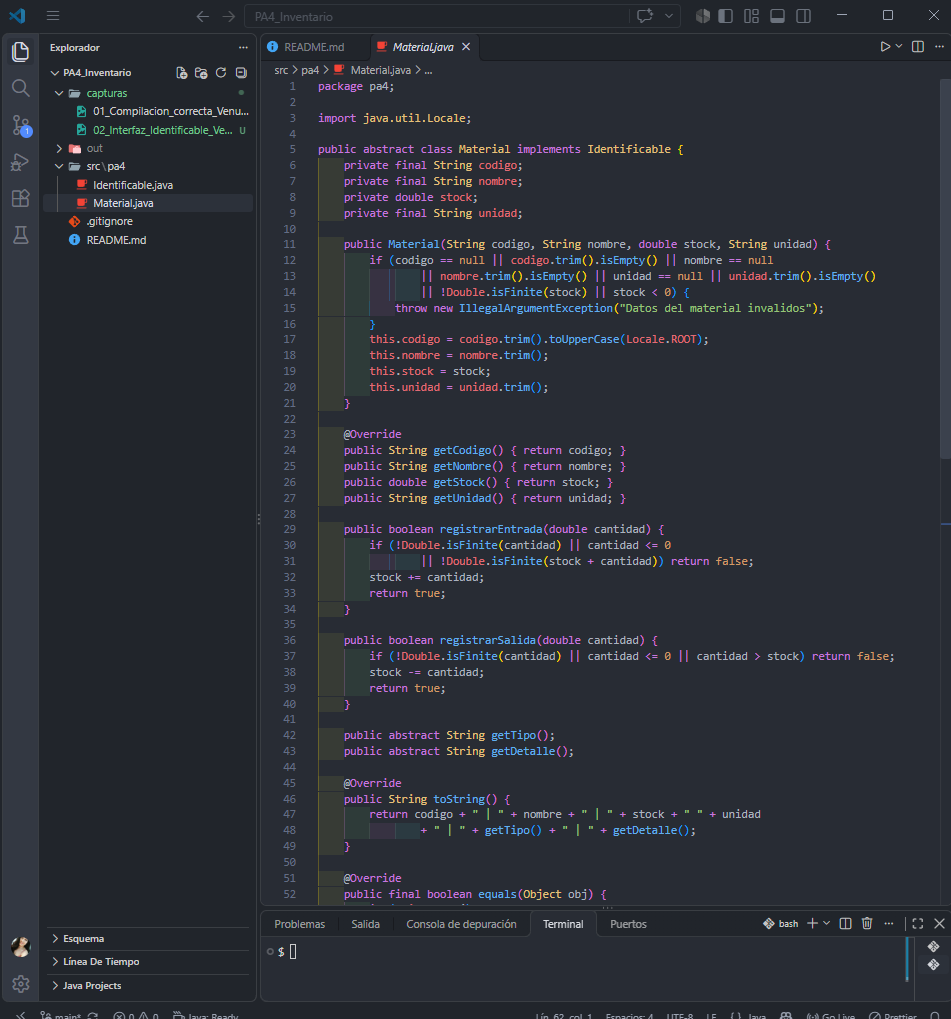 PA4_Inventario
Explorador
PA4_Inventario
capturas
01_Compilacion_correcta_Venu...
02_Interfaz_Identificable_Ve... U
out
src\pa4
Identificable.java
Material.java
.gitignore
README.md
Esquema
Línea De Tiempo
Java Projects
1
README.md
Material.java
src > pa4 > Material.java > ...
1 package pa4;
2
3 import java.util.Locale;
4
5 public abstract class Material implements Identificable {
6 private final String codigo;
7 private final String nombre;
8 private double stock;
9 private final String unidad;
10
11 public Material(String codigo, String nombre, double stock, String unidad) {
12 if (codigo == null || codigo.trim().isEmpty() || nombre == null
13 || nombre.trim().isEmpty() || unidad == null || unidad.trim().isEmpty()
14 || !Double.isFinite(stock) || stock < 0) {
15 throw new IllegalArgumentException("Datos del material invalidos");
16 }
17 this.codigo = codigo.trim().toUpperCase(Locale.ROOT);
18 this.nombre = nombre.trim();
19 this.stock = stock;
20 this.unidad = unidad.trim();
21 }
22
23 @Override
24 public String getCodigo() { return codigo; }
25 public String getNombre() { return nombre; }
26 public double getStock() { return stock; }
27 public String getUnidad() { return unidad; }
28
29 public boolean registrarEntrada(double cantidad) {
30 if (!Double.isFinite(cantidad) || cantidad <= 0
31 || !Double.isFinite(stock + cantidad)) return false;
32 stock += cantidad;
33 return true;
34 }
35
36 public boolean registrarSalida(double cantidad) {
37 if (!Double.isFinite(cantidad) || cantidad <= 0 || cantidad > stock) return false;
38 stock -= cantidad;
39 return true;
40 }
41
42 public abstract String getTipo();
43 public abstract String getDetalle();
44
45 @Override
46 public String toString() {
47 return codigo + " | " + nombre + " | " + stock + " " + unidad
48 + " | " + getTipo() + " | " + getDetalle();
49 }
50
51 @Override
52 public final boolean equals(Object obj) {
Problemas Salida Consola de depuración Terminal Puertos bash
$
main* 0 0 Java: Ready Lín. 62, col. 1 Espacios: 4 UTF-8 LF {} Java Go Live Prettier